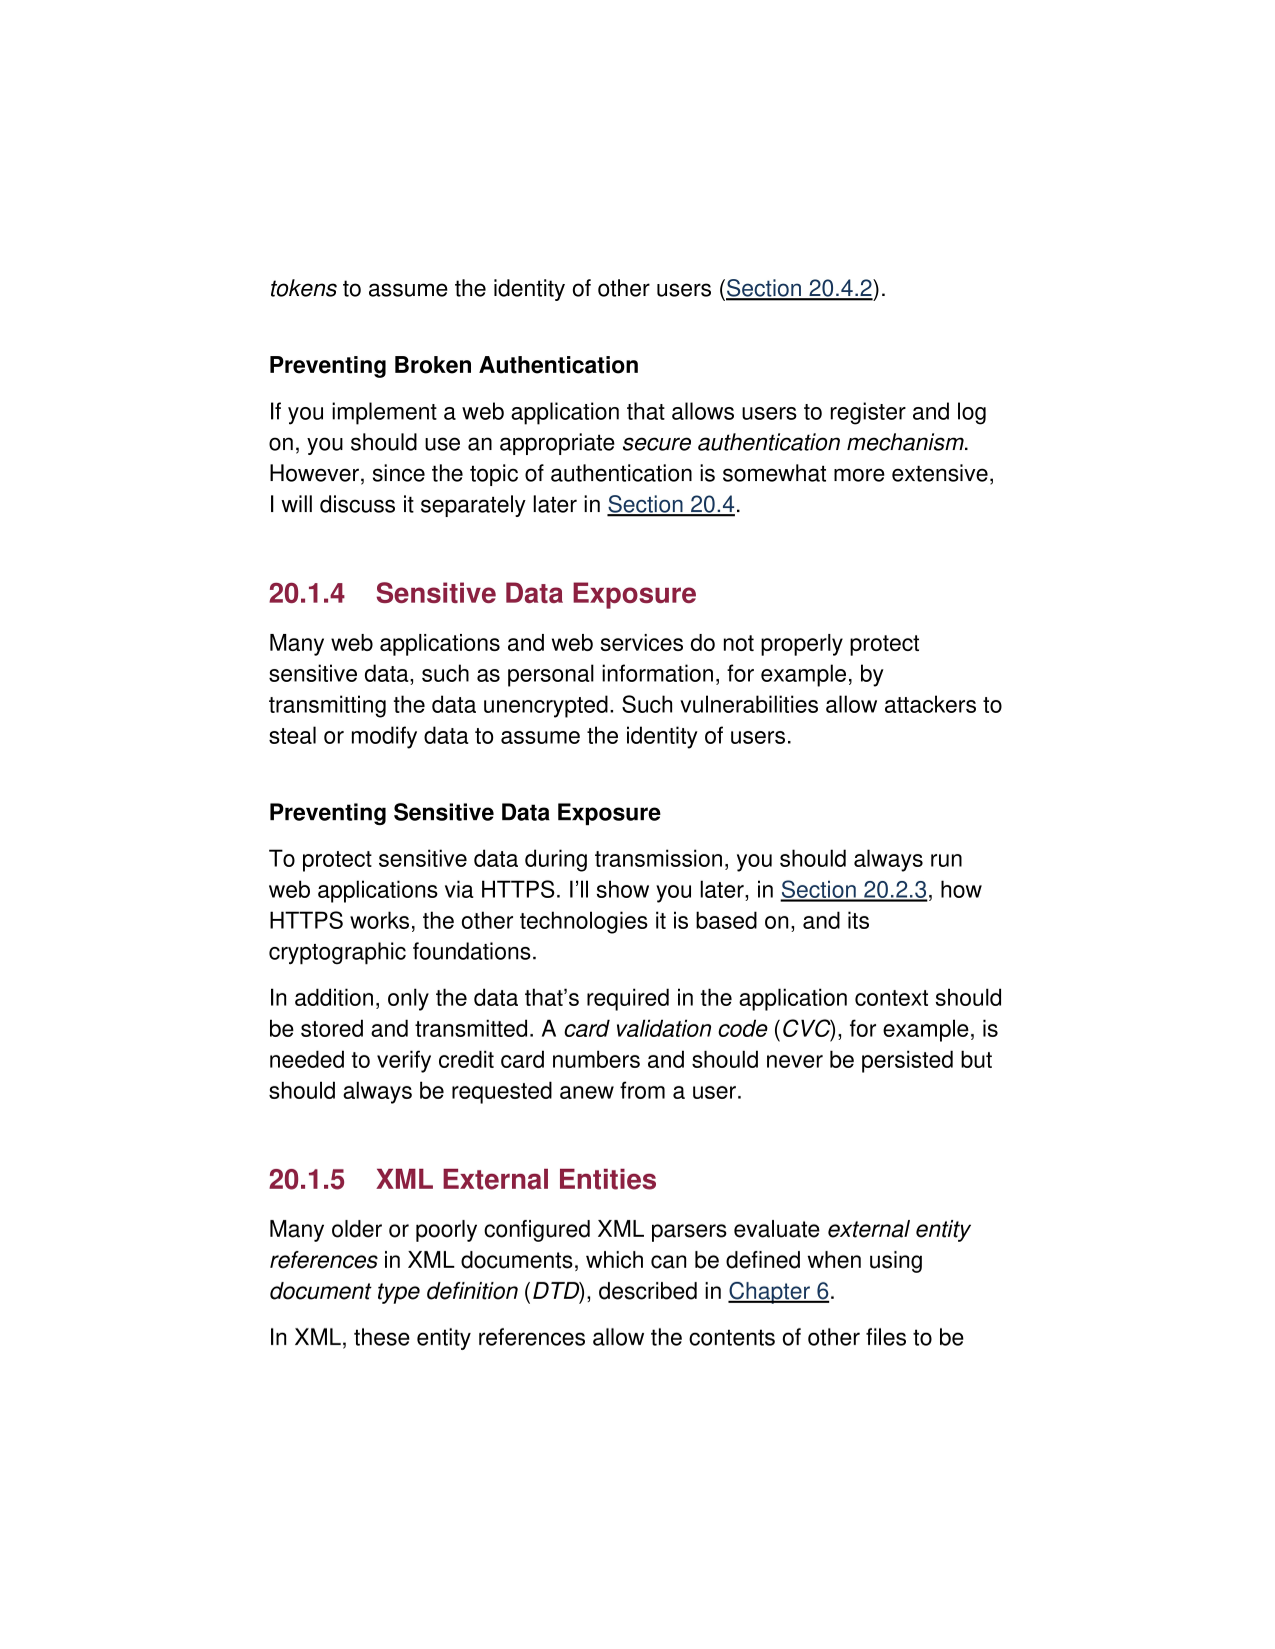 tokens to assume the identity of other users (Section 20.4.2).
Preventing Broken Authentication
If you implement a web application that allows users to register and log
on, you should use an appropriate secure authentication mechanism.
However, since the topic of authentication is somewhat more extensive,
I will discuss it separately later in Section 20.4.
20.1.4 Sensitive Data Exposure
Many web applications and web services do not properly protect
sensitive data, such as personal information, for example, by
transmitting the data unencrypted. Such vulnerabilities allow attackers to
steal or modify data to assume the identity of users.
Preventing Sensitive Data Exposure
To protect sensitive data during transmission, you should always run
web applications via HTTPS. I’ll show you later, in Section 20.2.3, how
HTTPS works, the other technologies it is based on, and its
cryptographic foundations.
In addition, only the data that’s required in the application context should
be stored and transmitted. A card validation code (CVC), for example, is
needed to verify credit card numbers and should never be persisted but
should always be requested anew from a user.
20.1.5 XML External Entities
Many older or poorly configured XML parsers evaluate external entity
references in XML documents, which can be defined when using
document type definition (DTD), described in Chapter 6.
In XML, these entity references allow the contents of other files to be